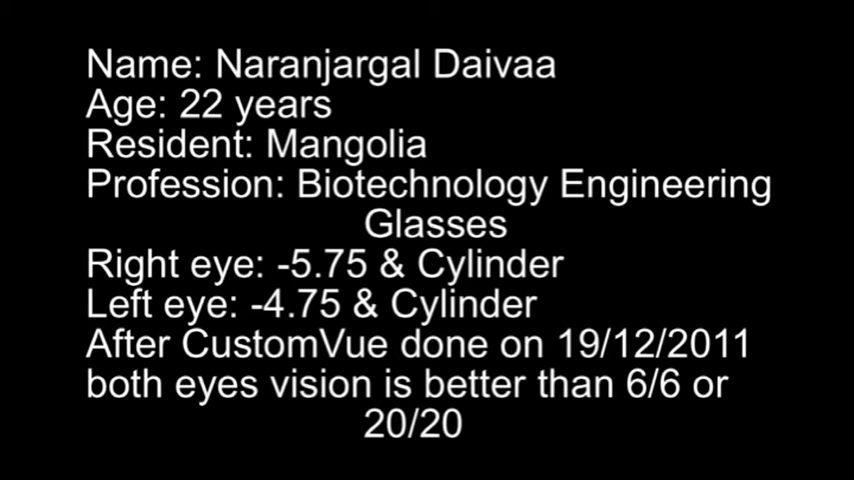 Name: Naranjargal Daivaa
Age: 22 years
Resident: Mangolia
Profession: Biotechnology Engineering
Glasses
Right eye: -5.75 & Cylinder
Left eye: -4.75 & Cylinder
After CustomVue done on 19/12/2011
both eyes vision is better than 6/6 or
20/20